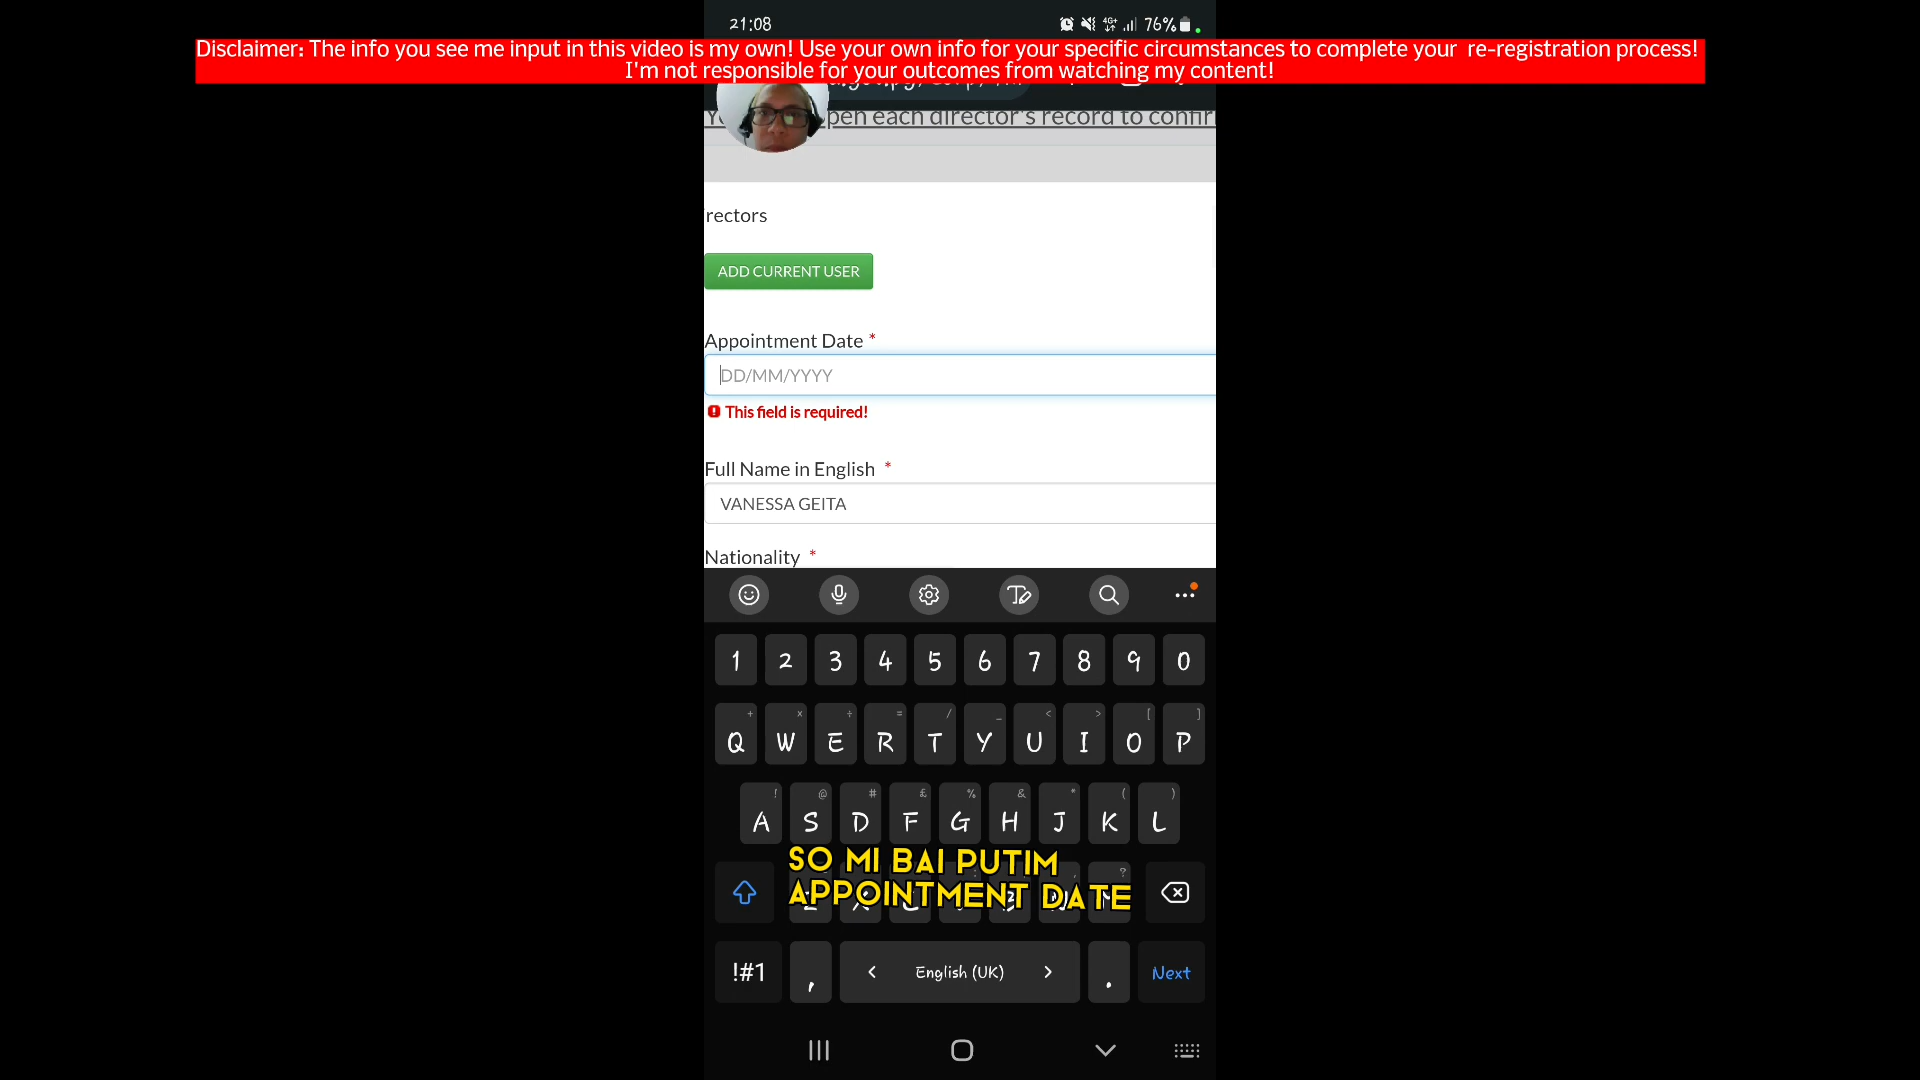 21:08
4G+
76%
Disclaimer: The info you see me input in this video is my own! Use your own info for your specific circumstances to complete your re-registration process!
I'm not responsible for your outcomes from watching my content!
pen each director's record to confir
rectors
ADD CURRENT USER
Appointment Date *
DD/MM/YYYY
This field is required!
Full Name in English *
VANESSA GEITA
Nationality *
1 2 3 4 5 6 7 8 9 0
+ × ÷ = / _ < > [ ]
Q W E R T Y U I O P
! @ # £ % & * ( )
A S D F G H J K L
SO MI BAI PUTIM
APPOINTMENT DATE
?
!#1 , < English (UK) > . Next